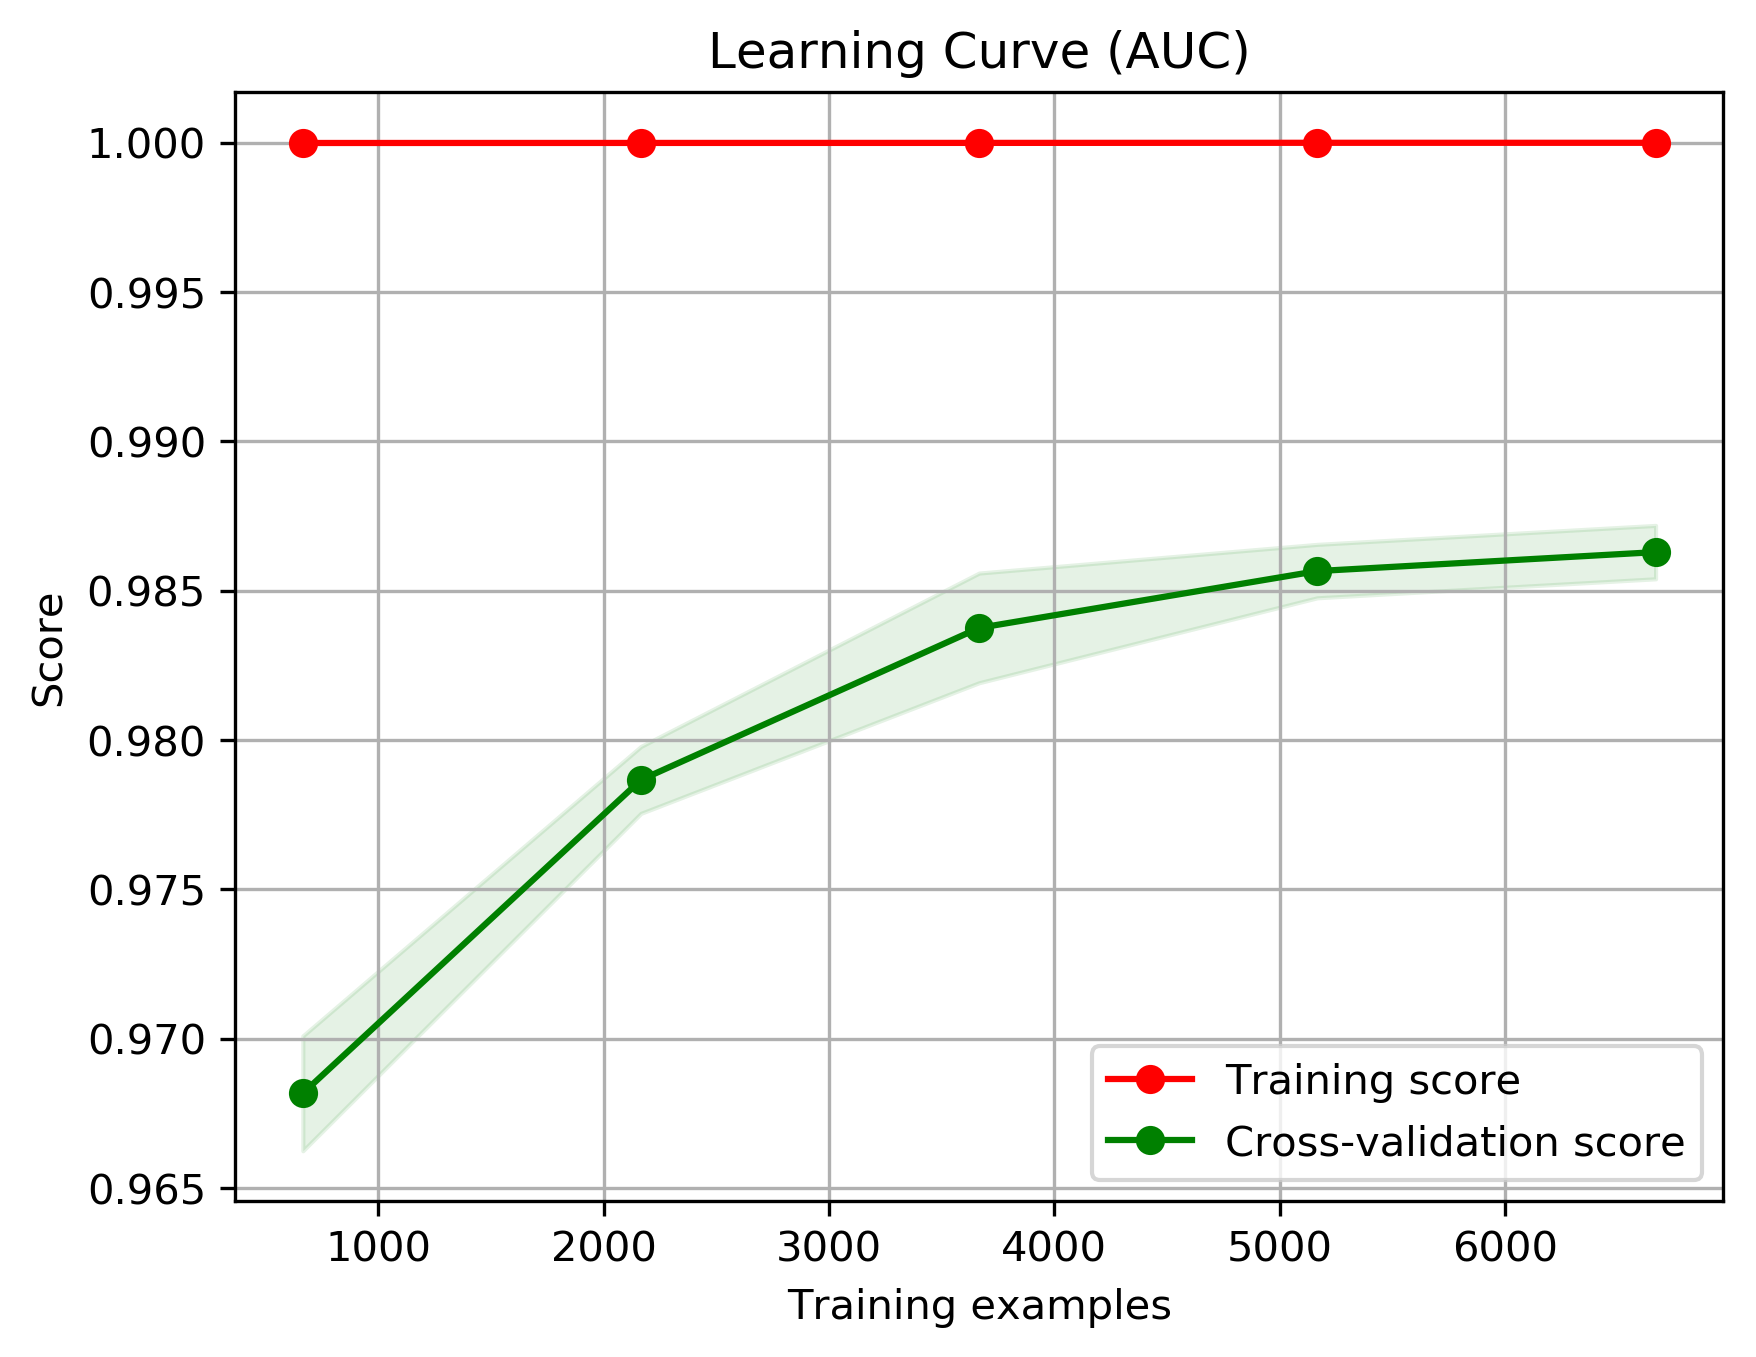 Learning Curve (AUC)
1.000
0.995
0.990
0.985
0.980
0.975
0.970
0.965
Score
Training score
Cross-validation score
1000 2000 3000 4000 5000 6000
Training examples